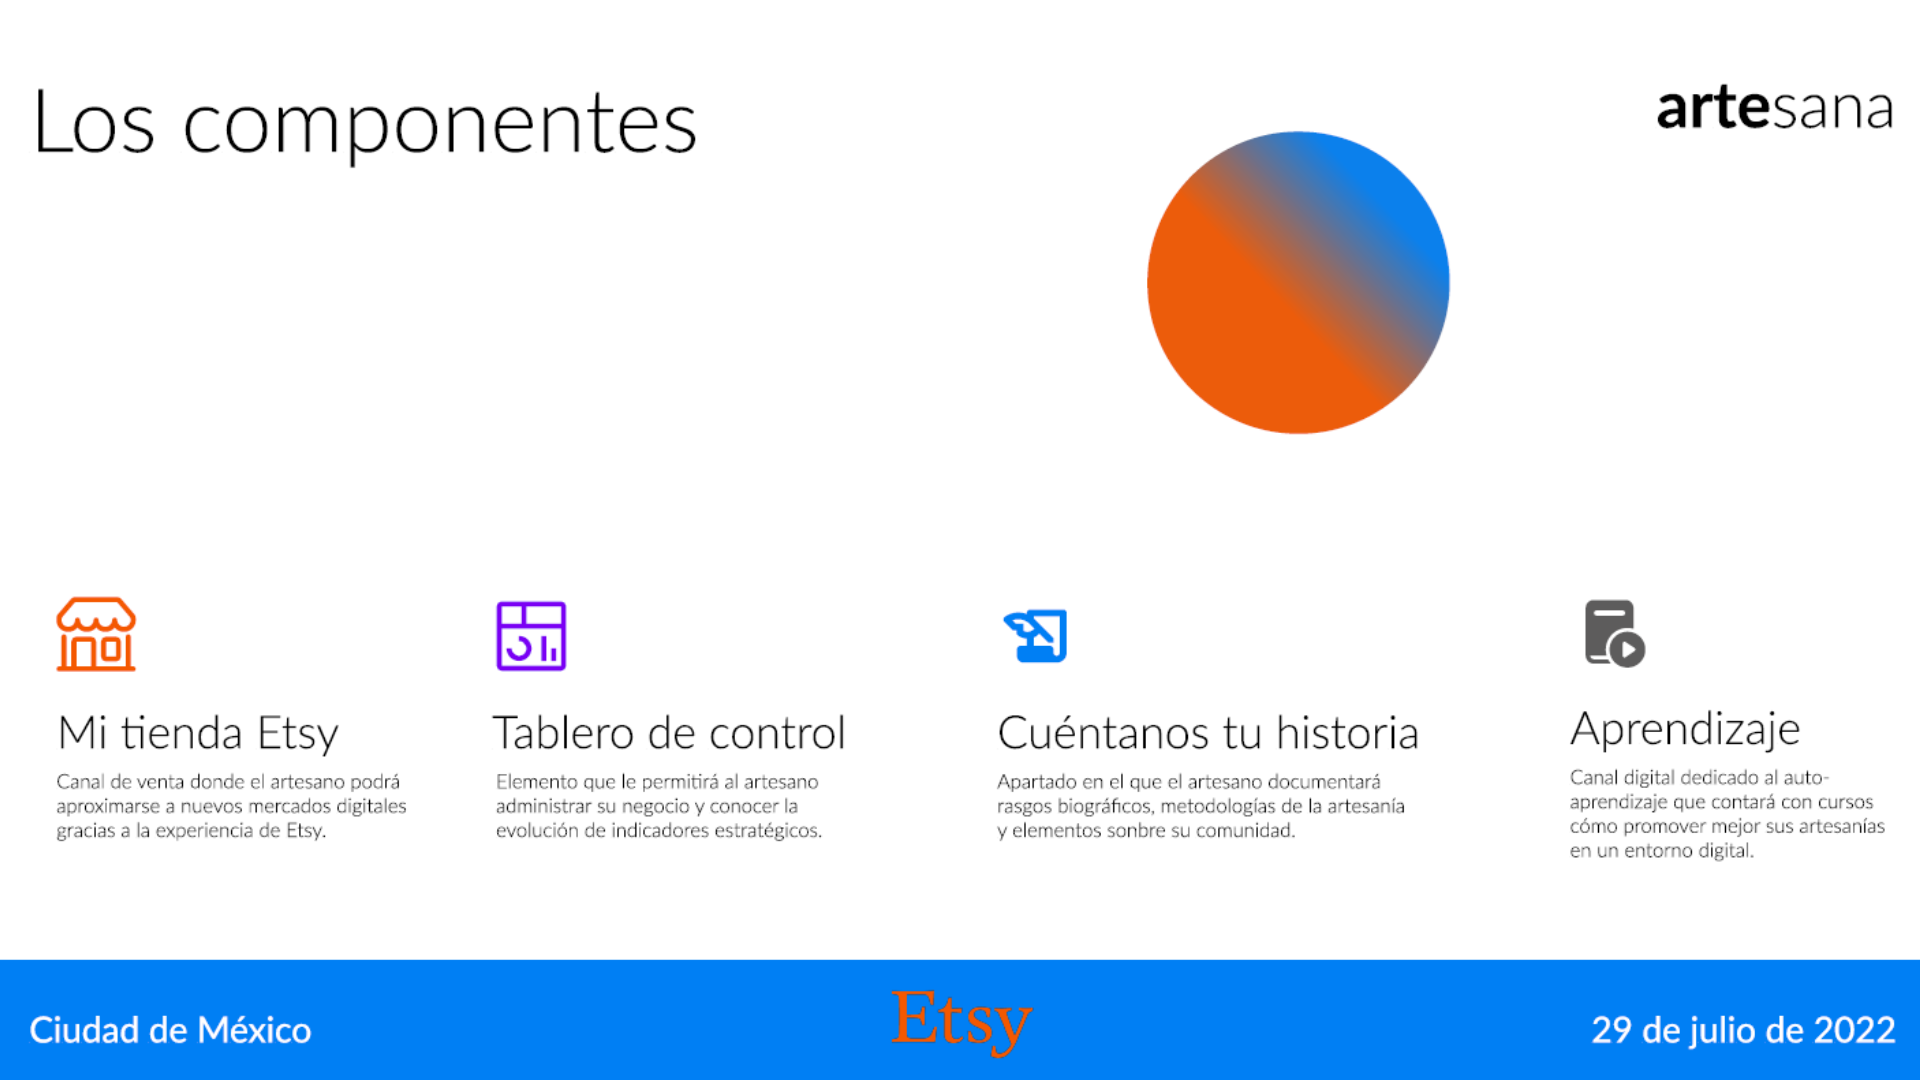 Los componentes
artesana
Mi tienda Etsy
Canal de venta donde el artesano podrá
aproximarse a nuevos mercados digitales
gracias a la experiencia de Etsy.
Tablero de control
Elemento que le permitirá al artesano
administrar su negocio y conocer la
evolución de indicadores estratégicos.
Cuéntanos tu historia
Apartado en el que el artesano documentará
rasgos biográficos, metodologías de la artesanía
y elementos sonbre su comunidad.
Aprendizaje
Canal digital dedicado al auto-
aprendizaje que contará con cursos
cómo promover mejor sus artesanías
en un entorno digital.
Ciudad de México
Etsy
29 de julio de 2022